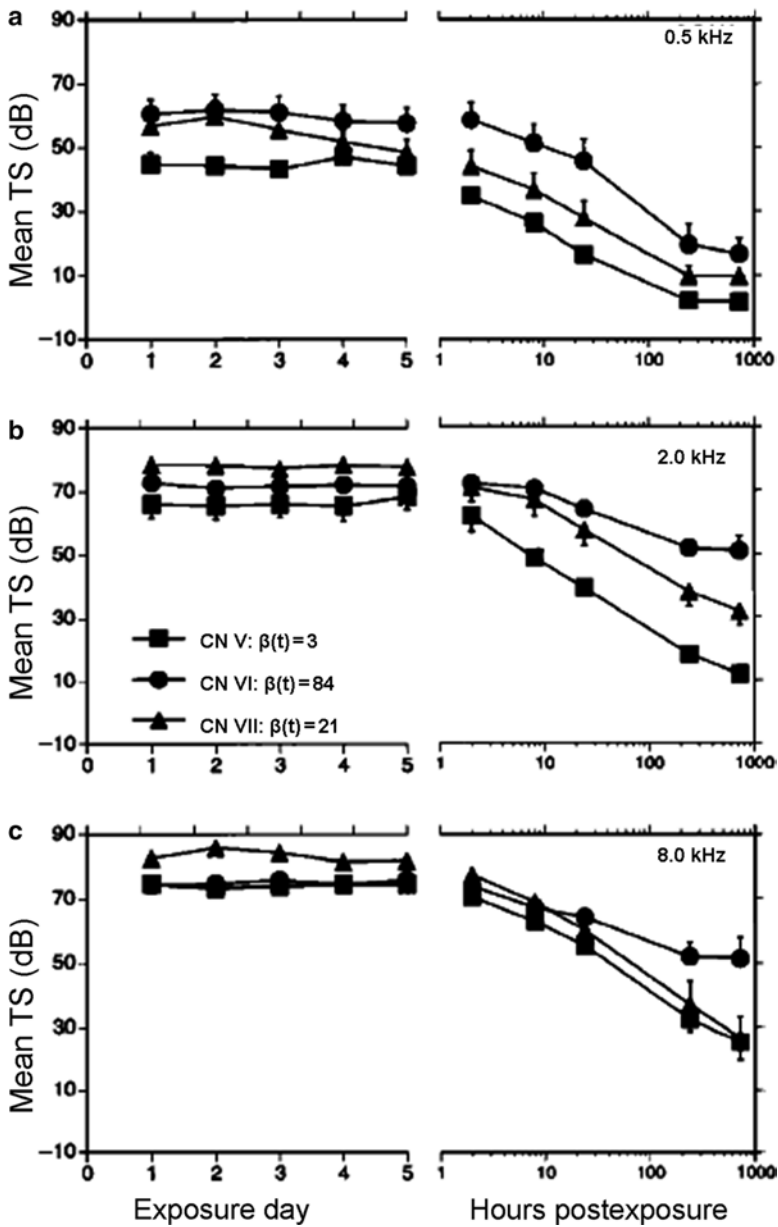 a
90
70
50
30
10
−10
Mean TS (dB)
0 1 2 3 4 5
0.5 kHz
1 10 100 1000
b
90
70
50
30
10
−10
Mean TS (dB)
CN V: β(t)=3
CN VI: β(t)=84
CN VII: β(t)=21
0 1 2 3 4 5
2.0 kHz
1 10 100 1000
c
90
70
50
30
10
−10
Mean TS (dB)
0 1 2 3 4 5
Exposure day
8.0 kHz
1 10 100 1000
Hours postexposure